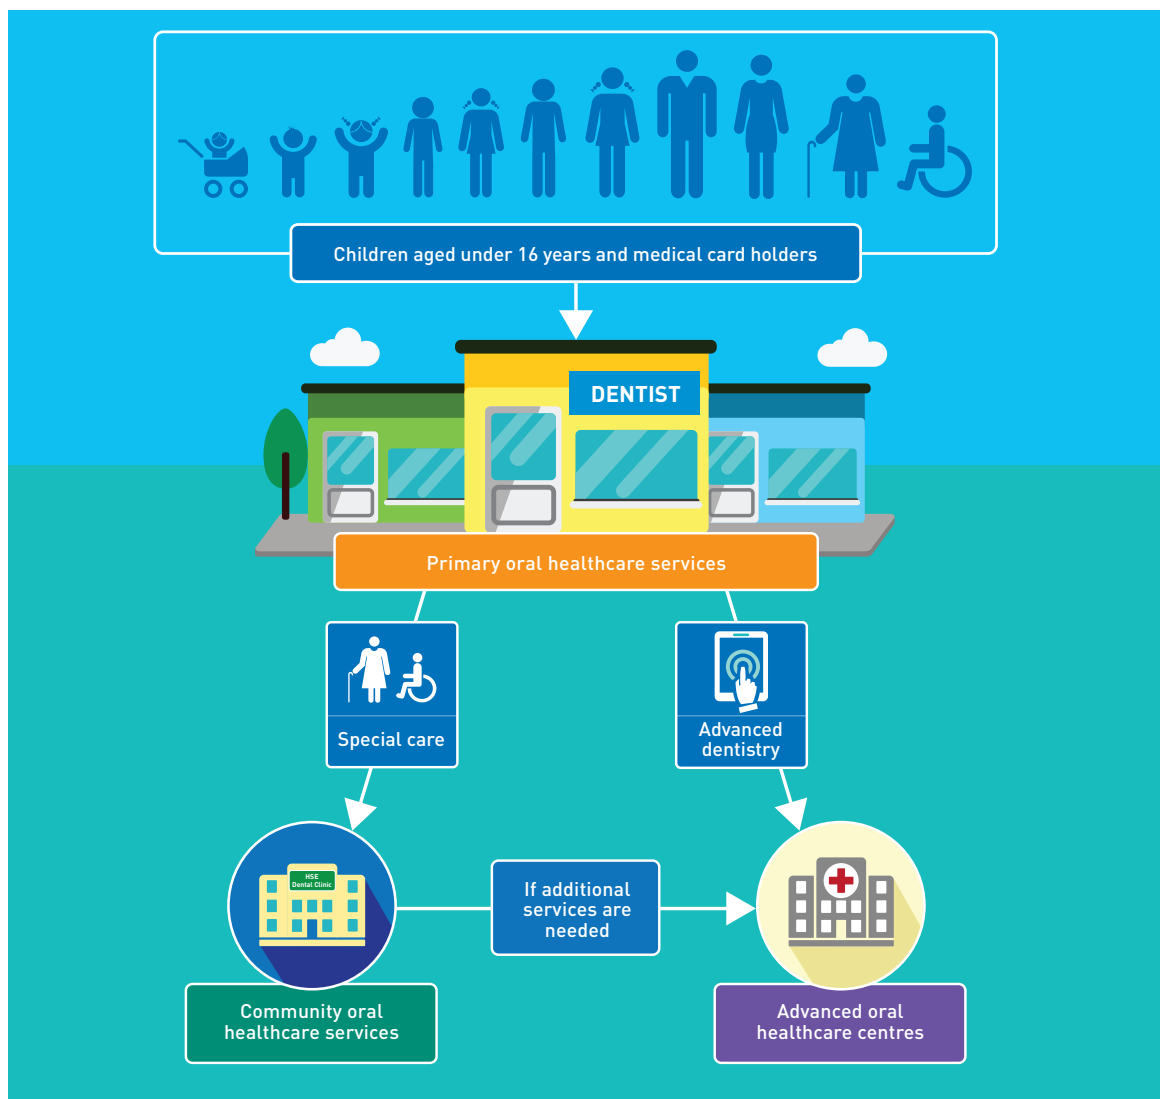 Children aged under 16 years and medical card holders
DENTIST
Primary oral healthcare services
Special care
Advanced
dentistry
HSE
Dental Clinic
If additional
services are
needed
Community oral
healthcare services
Advanced oral
healthcare centres